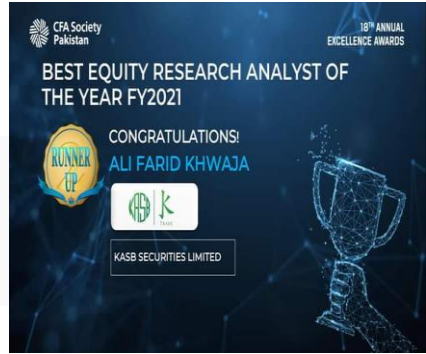 CFA Society
Pakistan
18TH ANNUAL
EXCELLENCE AWARDS
BEST EQUITY RESEARCH ANALYST OF
THE YEAR FY2021
RUNNER
UP
CONGRATULATIONS!
ALI FARID KHWAJA
KASB
K
TRADE
KASB SECURITIES LIMITED